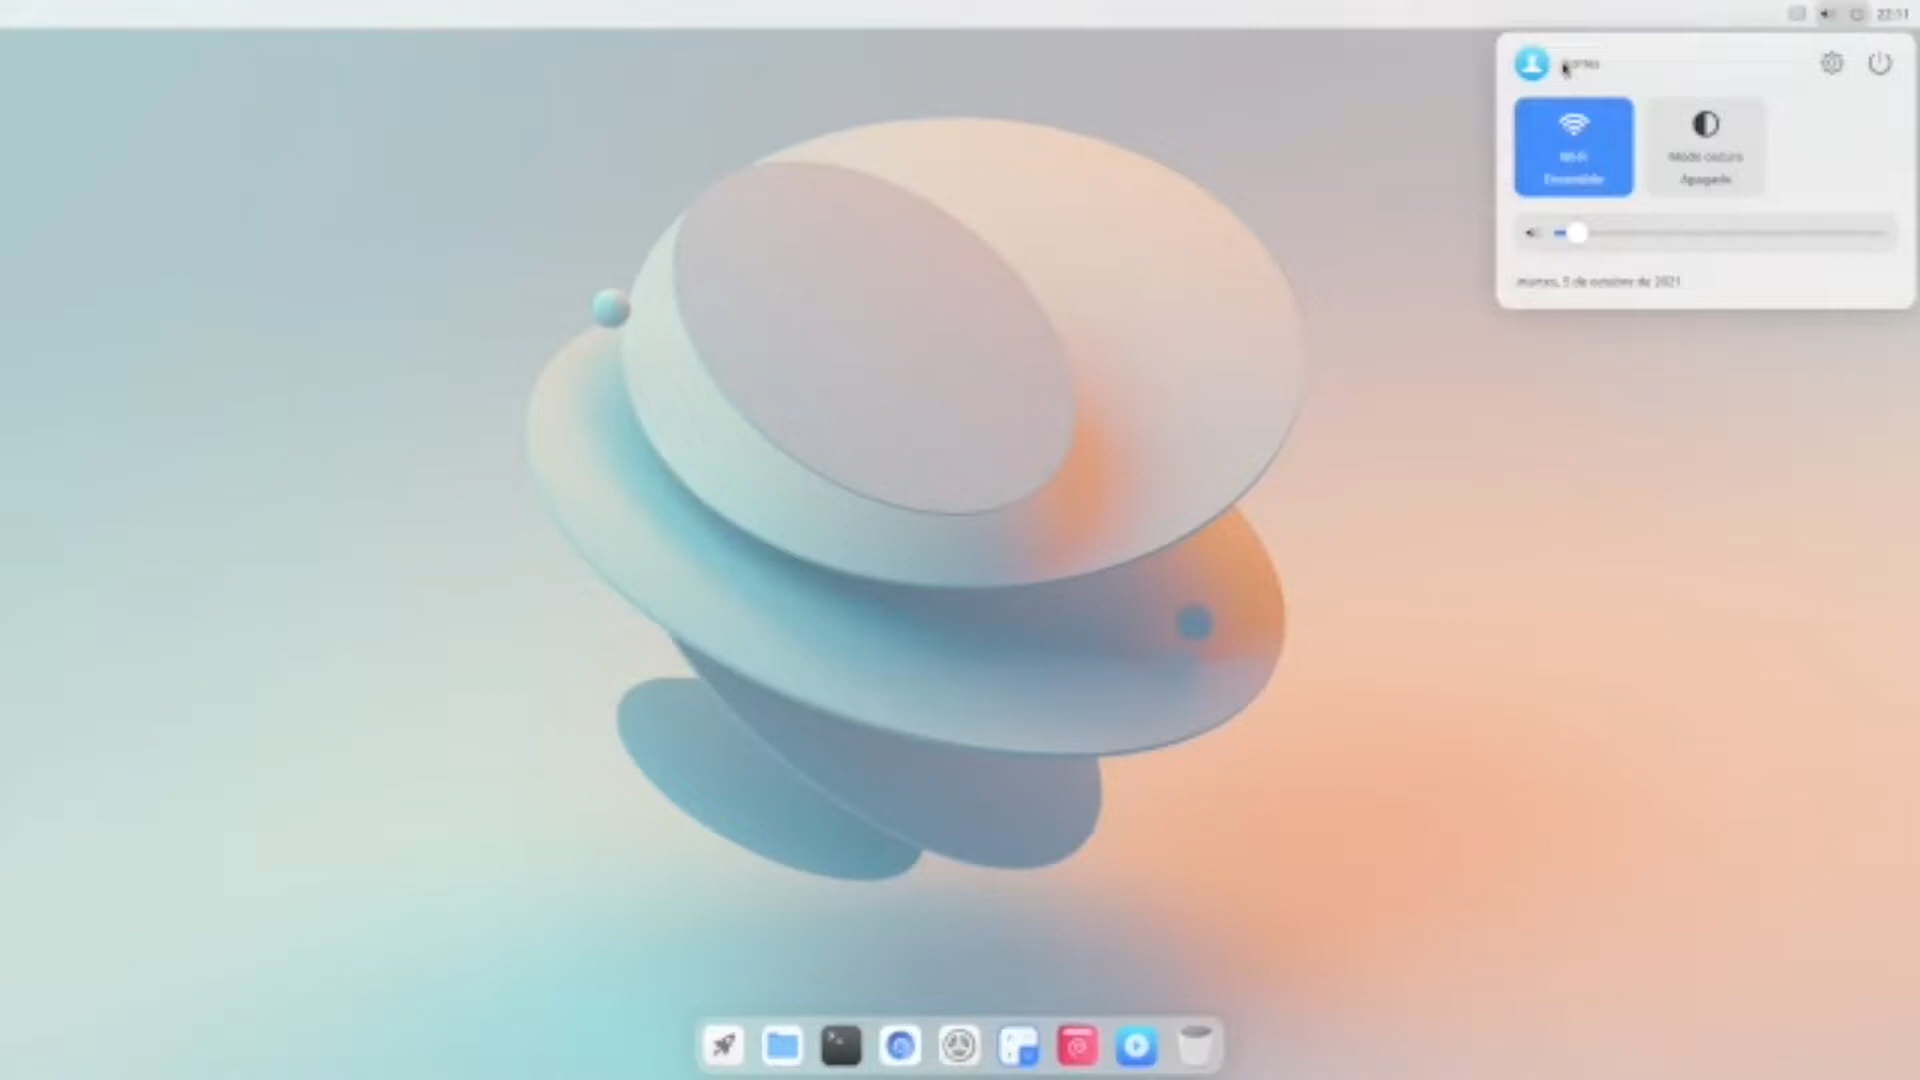 22:11
Wi-Fi
Modo oscuro
Apagado
martes, 5 de octubre de 2021